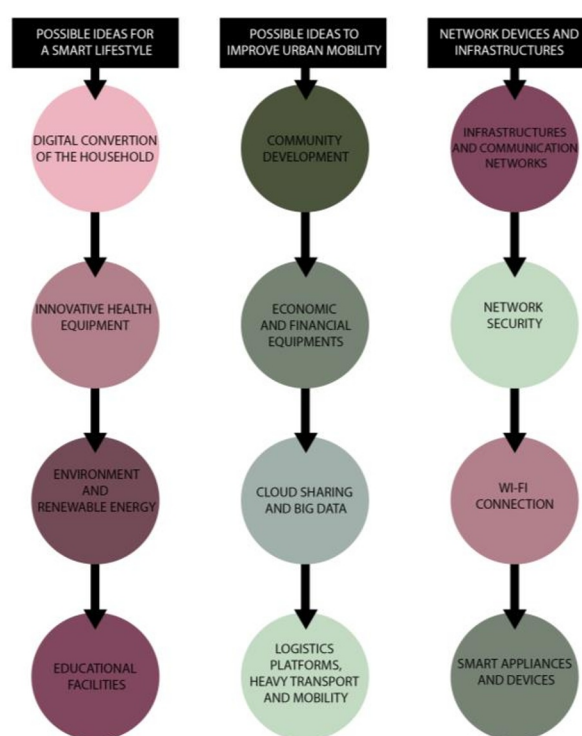 POSSIBLE IDEAS FOR
A SMART LIFESTYLE
DIGITAL CONVERTION
OF THE HOUSEHOLD
INNOVATIVE HEALTH
EQUIPMENT
ENVIRONMENT
AND
RENEWABLE ENERGY
EDUCATIONAL
FACILITIES
POSSIBLE IDEAS TO
IMPROVE URBAN MOBILITY
COMMUNITY
DEVELOPMENT
ECONOMIC
AND FINANCIAL
EQUIPMENTS
CLOUD SHARING
AND BIG DATA
LOGISTICS
PLATFORMS,
HEAVY TRANSPORT
AND MOBILITY
NETWORK DEVICES AND
INFRASTRUCTURES
INFRASTRUCTURES
AND COMMUNICATION
NETWORKS
NETWORK
SECURITY
WI-FI
CONNECTION
SMART APPLIANCES
AND DEVICES